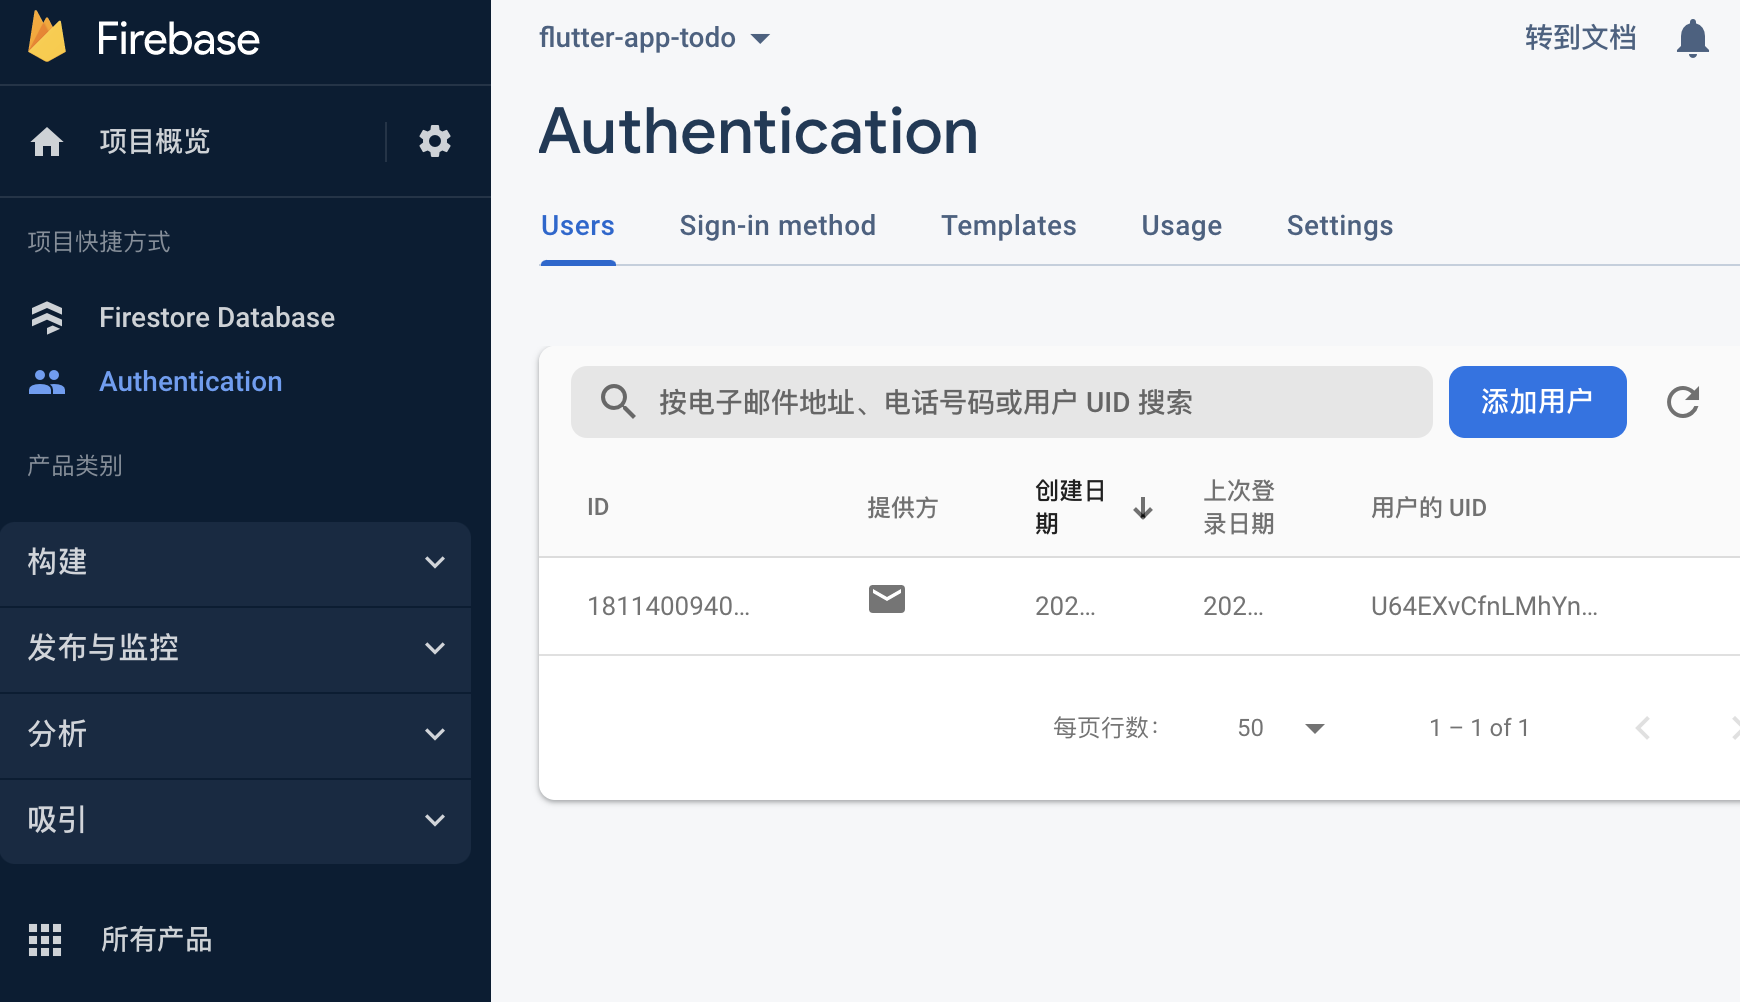 Firebase
项目概览
项目快捷方式
Firestore Database
Authentication
产品类别
构建
发布与监控
分析
吸引
所有产品
flutter-app-todo
转到文档
Authentication
Users Sign-in method Templates Usage Settings
按电子邮件地址、电话号码或用户 UID 搜索
添加用户
ID 提供方 创建日期 上次登录日期 用户的 UID
1811400940... 202... 202... U64EXvCfnLMhYn...
每页行数: 50 1 – 1 of 1